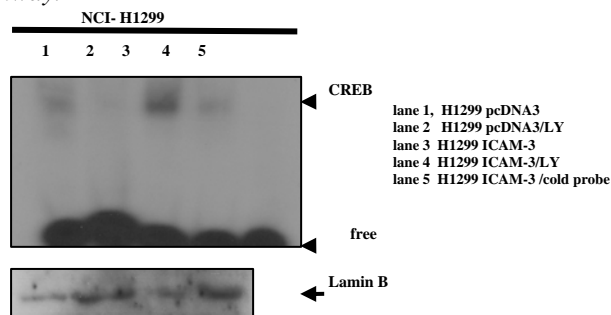 way.
NCI- H1299
1 2 3 4 5
CREB
lane 1, H1299 pcDNA3
lane 2 H1299 pcDNA3/LY
lane 3 H1299 ICAM-3
lane 4 H1299 ICAM-3/LY
lane 5 H1299 ICAM-3 /cold probe
free
Lamin B